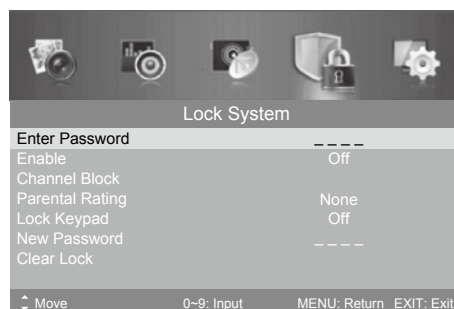 Lock System
Enter Password _ _ _ _
Enable Off
Channel Block
Parental Rating None
Lock Keypad Off
New Password _ _ _ _
Clear Lock
Move 0~9: Input MENU: Return EXIT: Exit